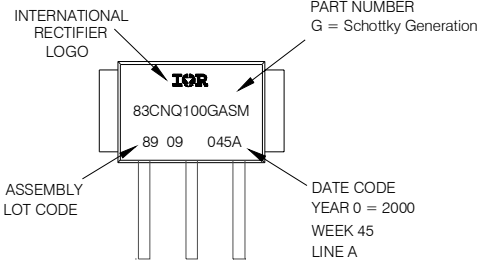 INTERNATIONAL
RECTIFIER
LOGO
PART NUMBER
G = Schottky Generation
IOR
83CNQ100GASM
89 09 045A
ASSEMBLY
LOT CODE
DATE CODE
YEAR 0 = 2000
WEEK 45
LINE A